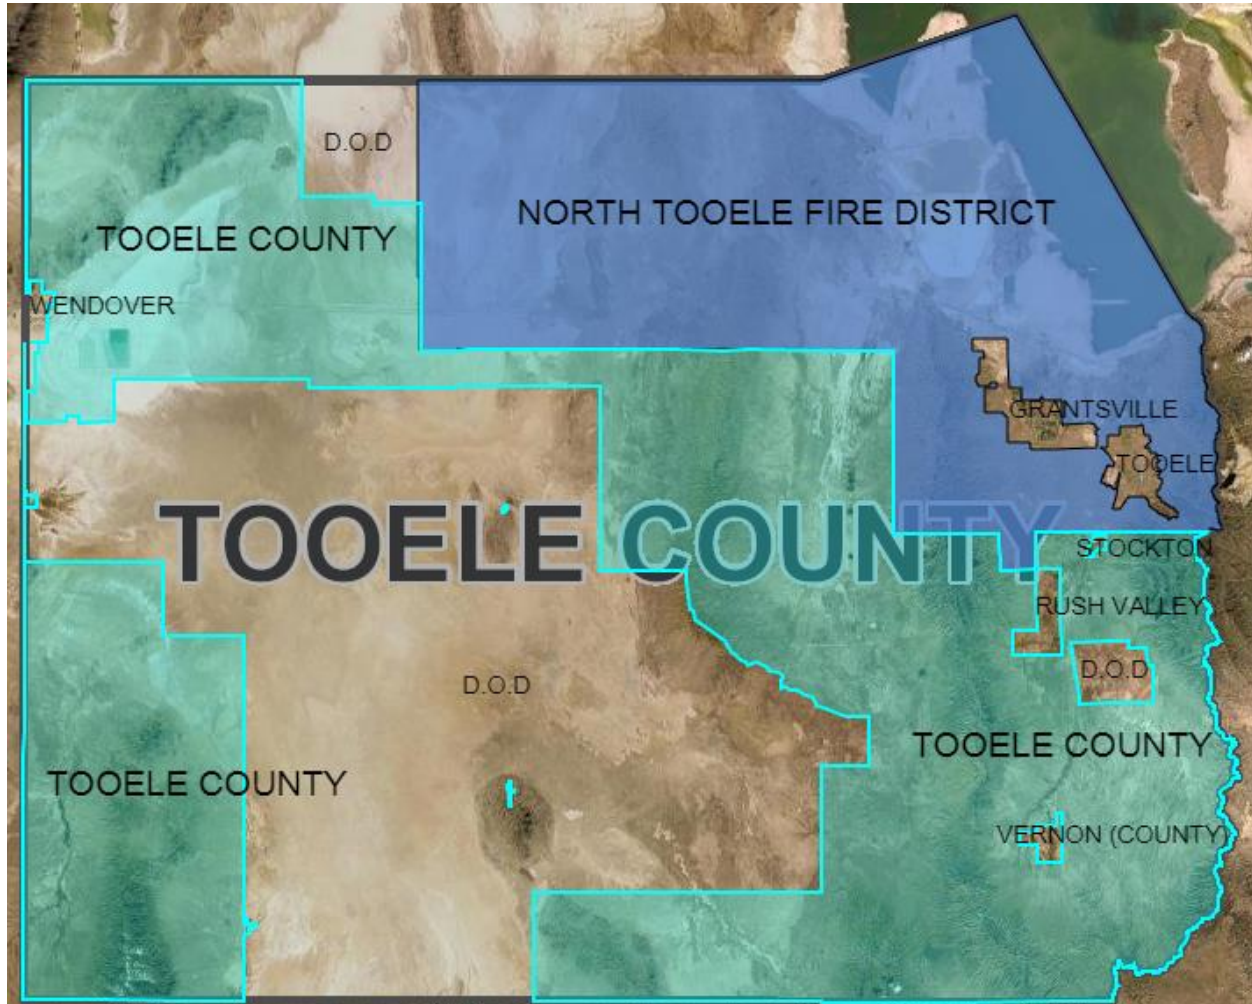 D.O.D
NORTH TOOELE FIRE DISTRICT
TOOELE COUNTY
WENDOVER
GRANTSVILLE
TOOELE
TOOELE COUNTY
STOCKTON
RUSH VALLEY
D.O.D
D.O.D
TOOELE COUNTY
TOOELE COUNTY
VERNON (COUNTY)